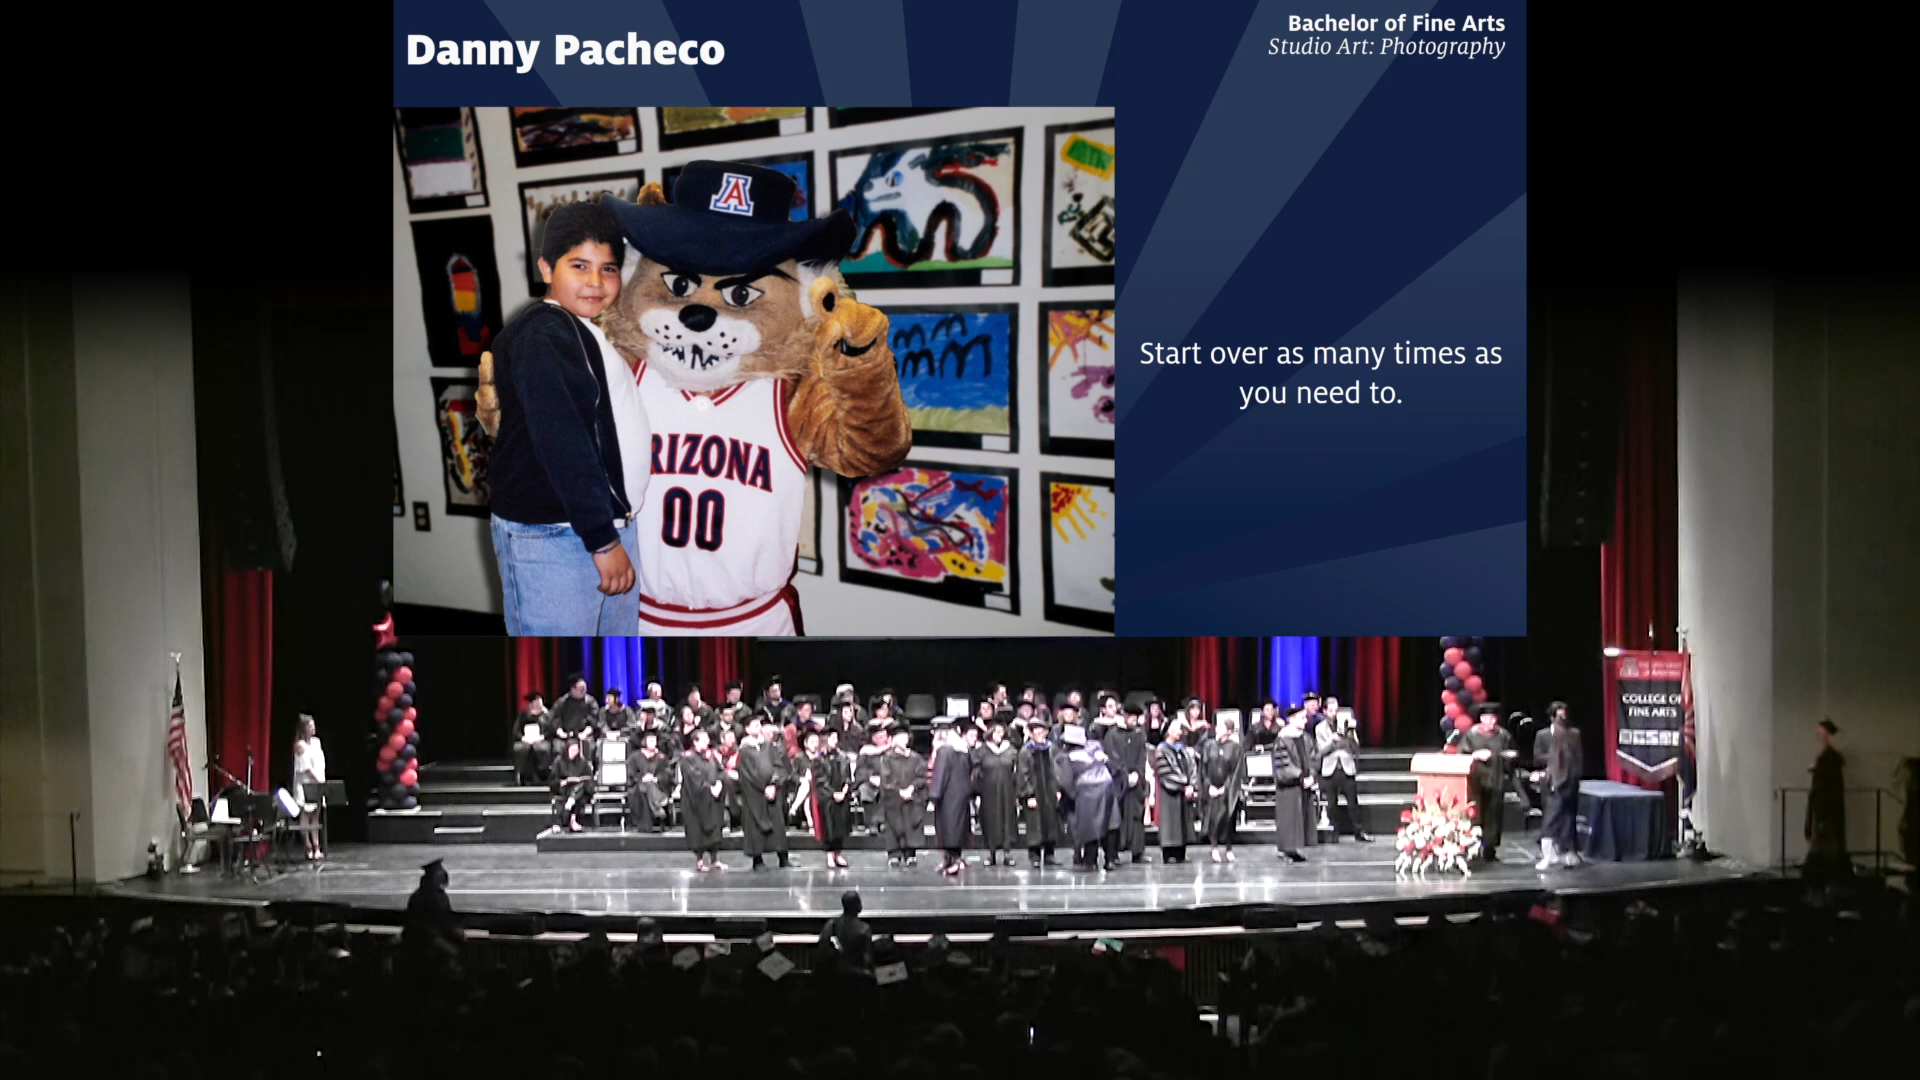 Danny Pacheco
Bachelor of Fine Arts
Studio Art: Photography
A
RIZONA
00
Start over as many times as
you need to.
COLLEGE OF
FINE ARTS